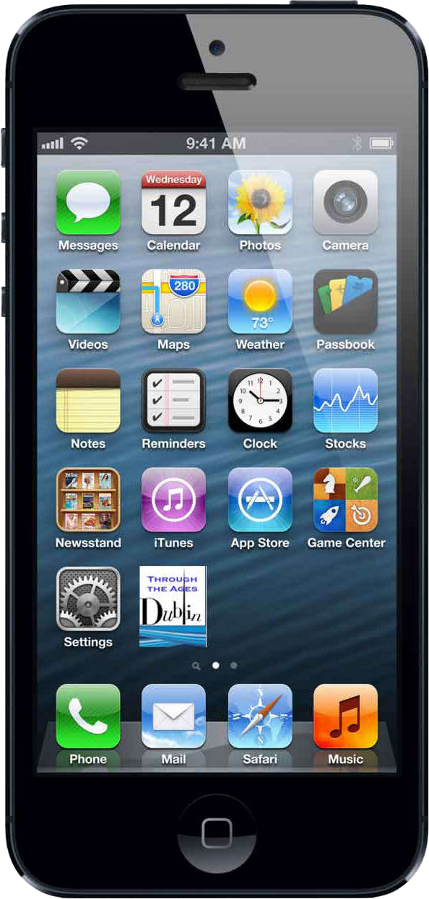 9:41 AM
Wednesday
12
280
73°
Messages Calendar Photos Camera
Videos Maps Weather Passbook
Notes Reminders Clock Stocks
Newsstand iTunes App Store Game Center
THROUGH
THE AGES
Dublin
Settings
Phone Mail Safari Music